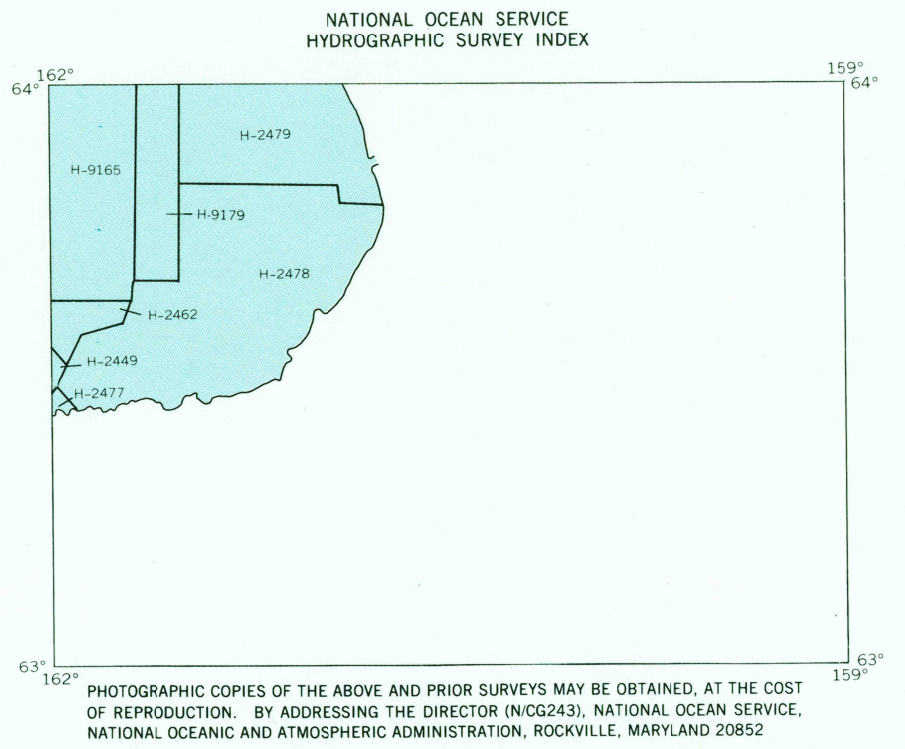 NATIONAL OCEAN SERVICE
HYDROGRAPHIC SURVEY INDEX
162°
159°
64°
64°
H-2479
H-9165
H-9179
H-2478
H-2462
H-2449
H-2477
63°
63°
162°
159°
PHOTOGRAPHIC COPIES OF THE ABOVE AND PRIOR SURVEYS MAY BE OBTAINED, AT THE COST
OF REPRODUCTION. BY ADDRESSING THE DIRECTOR (N/CG243), NATIONAL OCEAN SERVICE,
NATIONAL OCEANIC AND ATMOSPHERIC ADMINISTRATION, ROCKVILLE, MARYLAND 20852